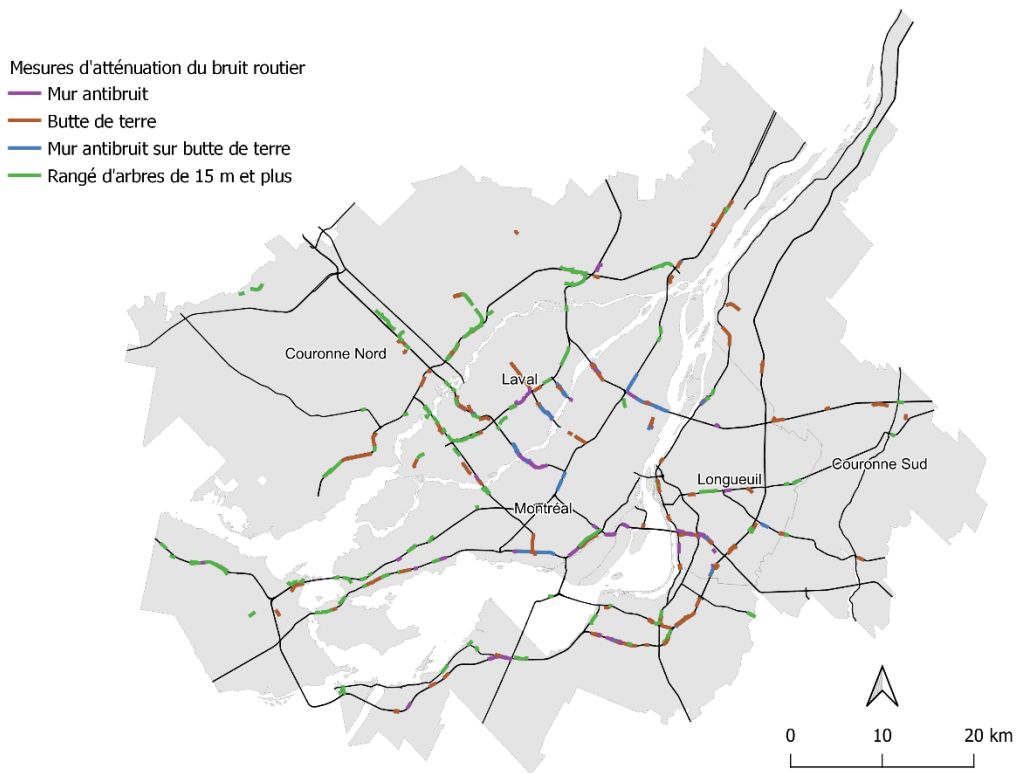 Mesures d'atténuation du bruit routier
Mur antibruit
Butte de terre
Mur antibruit sur butte de terre
Rangé d'arbres de 15 m et plus
Couronne Nord
Laval
Longueuil
Couronne Sud
Montréal
0 10 20 km